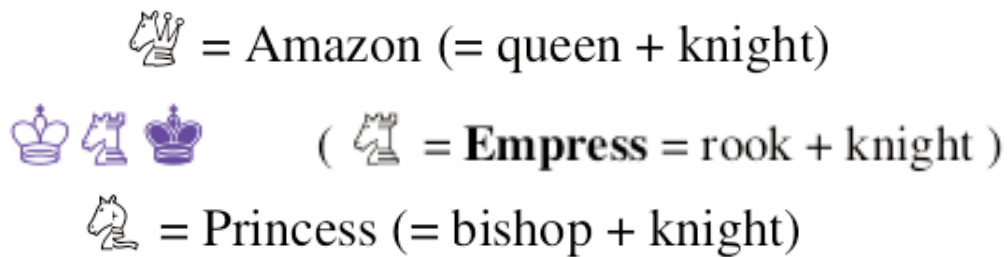 = Amazon (= queen + knight)
( = Empress = rook + knight )
= Princess (= bishop + knight)